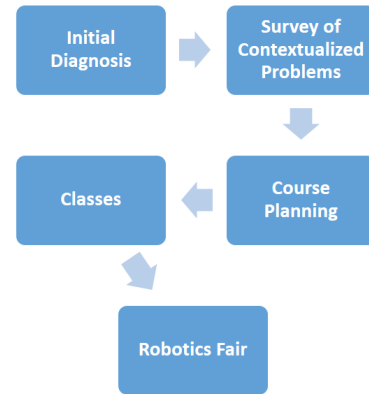 Initial
Diagnosis
Survey of
Contextualized
Problems
Course
Planning
Classes
Robotics Fair